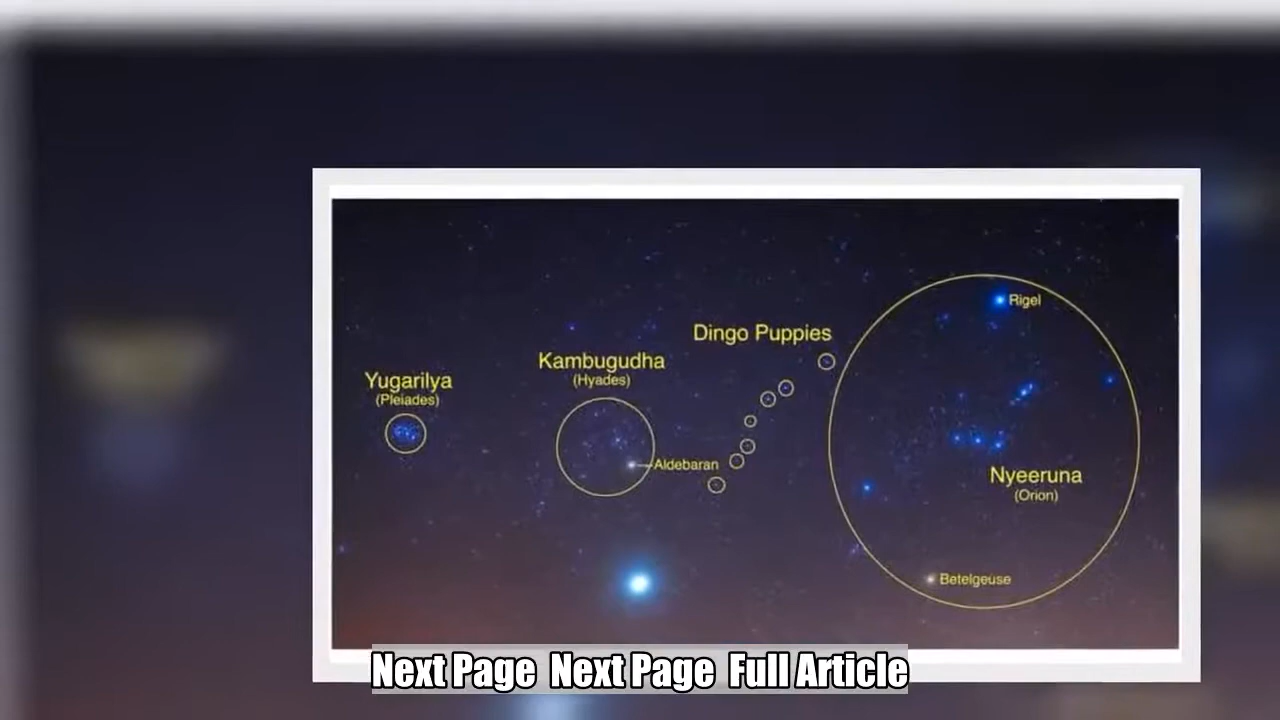 Rigel
Dingo Puppies
Kambugudha
(Hyades)
Yugarilya
(Pleiades)
Aldebaran
Nyeeruna
(Orion)
Betelgeuse
Next Page Next Page Full Article